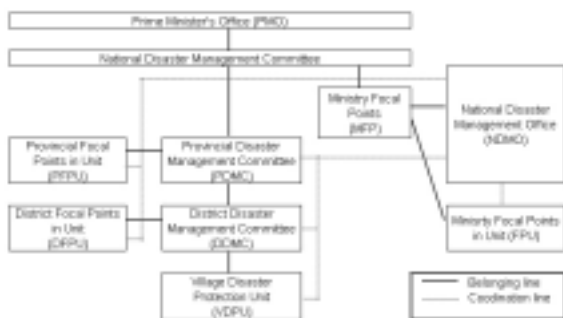 Prime Minister's Office (PMO)
National Disaster Management Committee
Ministry Focal
Points
(MFP)
National Disaster
Management Office
(NDMO)
Provincial Focal
Points in Unit
(PFPU)
Provincial Disaster
Management Committee
(PDMC)
District Focal Points
in Unit
(DFPU)
District Disaster
Management Committee
(DDMC)
Minisrty Focal Points
in Unit (FPU)
Village Disaster
Protection Unit
(VDPU)
Belonging line
Coodination line